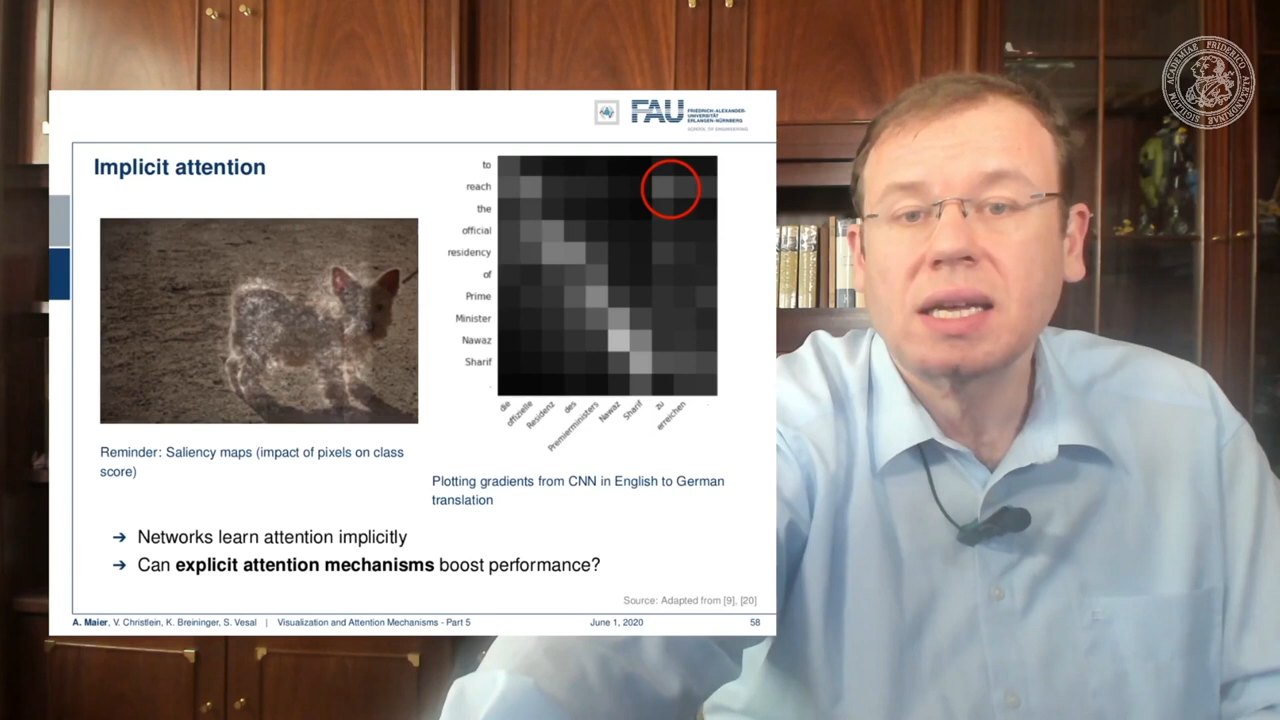 FAU
FRIEDRICH-ALEXANDER-
UNIVERSITÄT
ERLANGEN-NÜRNBERG
SCHOOL OF ENGINEERING
Implicit attention
to
reach
the
official
residency
of
Prime
Minister
Nawaz
Sharif
.
die
offizielle
Residenz
des
Premierministers
Nawaz
Sharif
zu
erreichen
.
Reminder: Saliency maps (impact of pixels on class
score)
Plotting gradients from CNN in English to German
translation
➔ Networks learn attention implicitly
➔ Can explicit attention mechanisms boost performance?
Source: Adapted from [9], [20]
A. Maier, V. Christlein, K. Breininger, S. Vesal | Visualization and Attention Mechanisms - Part 5 June 1, 2020 58